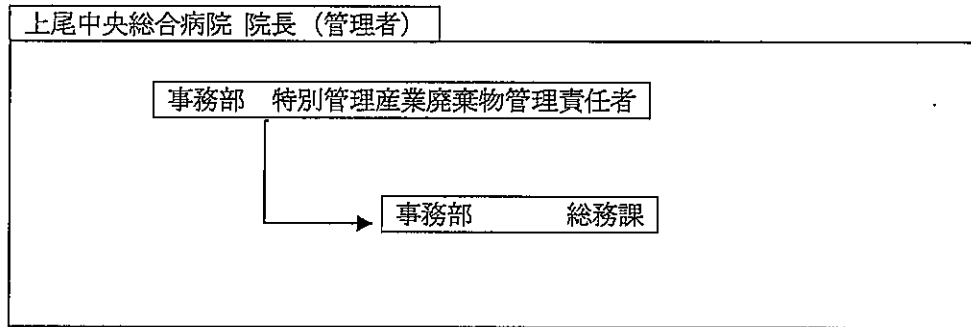 上尾中央総合病院 院長（管理者）
事務部 特別管理産業廃棄物管理責任者
事務部 総務課